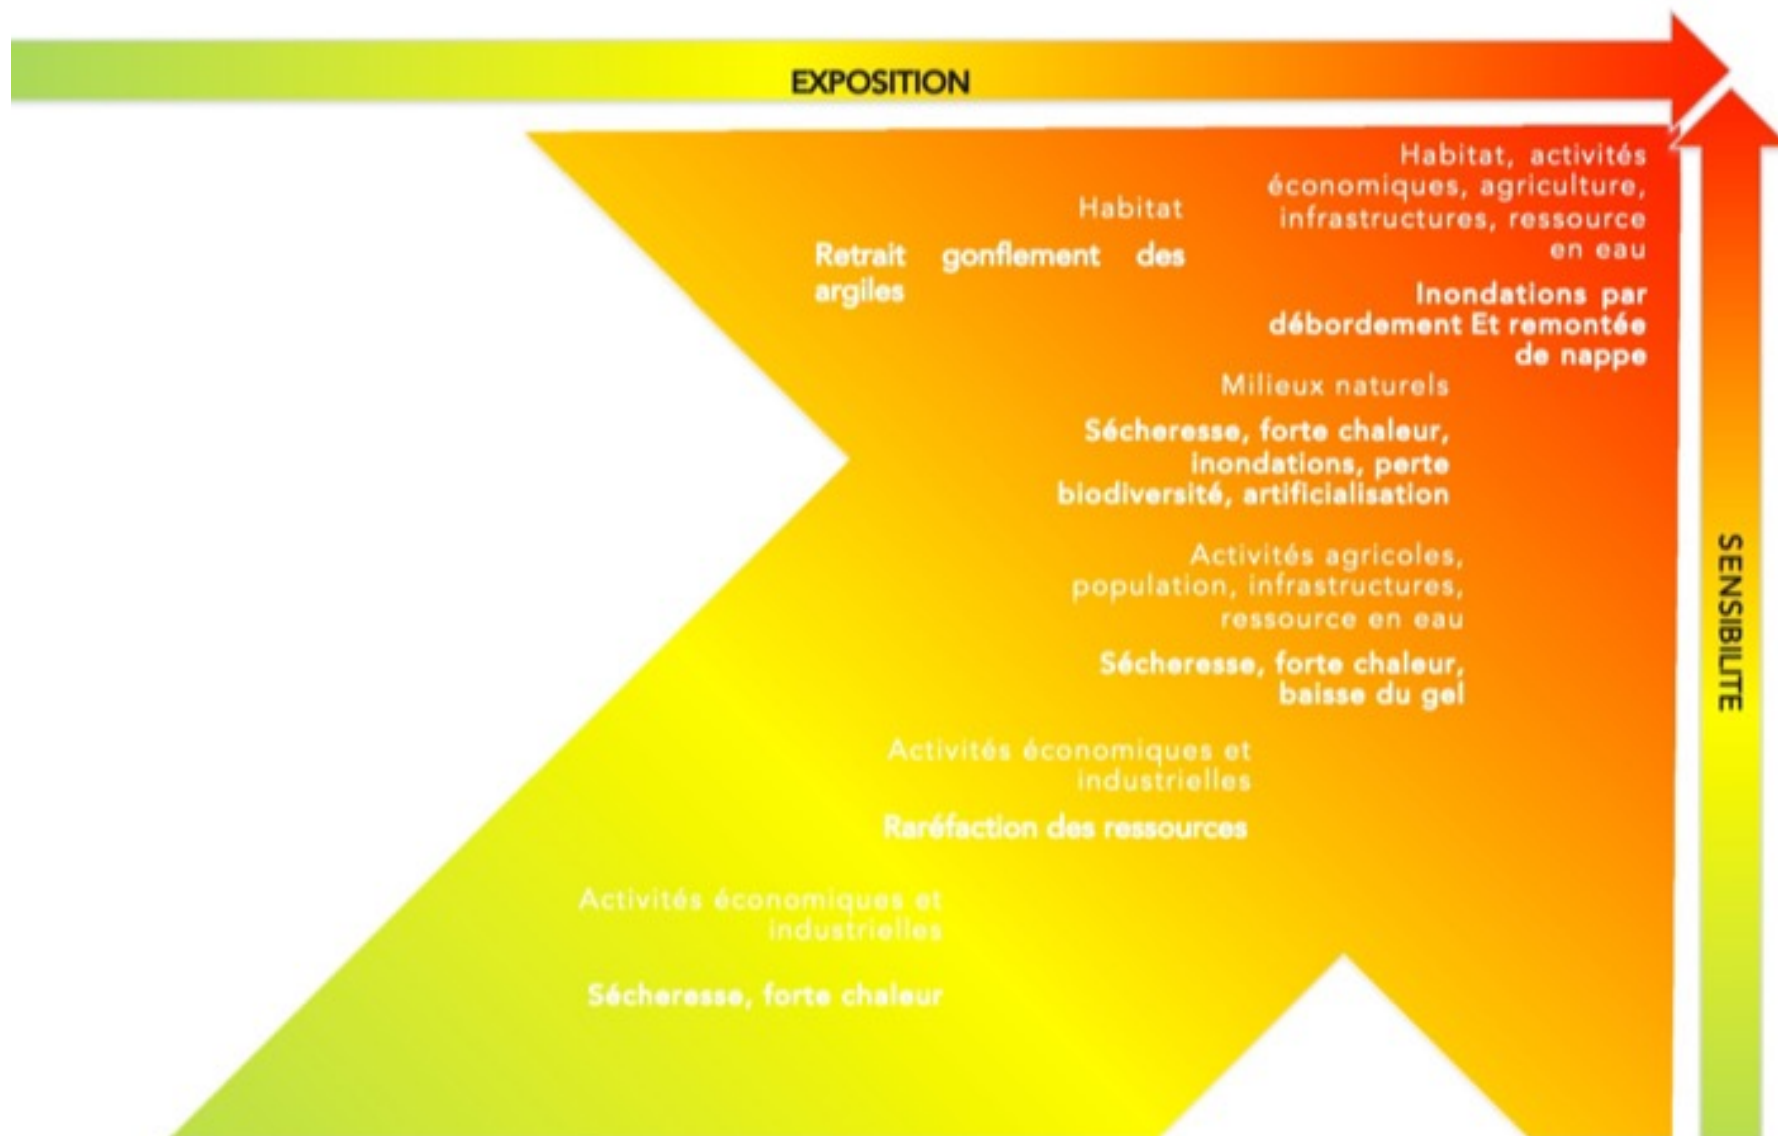 EXPOSITION
Habitat, activités
économiques, agriculture,
infrastructures, ressource
en eau
Inondations par
débordement Et remontée
de nappe
Habitat
Retrait gonflement des
argiles
Milieux naturels
Sécheresse, forte chaleur,
inondations, perte
biodiversité, artificialisation
Activités agricoles,
population, infrastructures,
ressource en eau
Sécheresse, forte chaleur,
baisse du gel
Activités économiques et
industrielles
Raréfaction des ressources
Activités économiques et
industrielles
Sécheresse, forte chaleur
SENSIBILITE